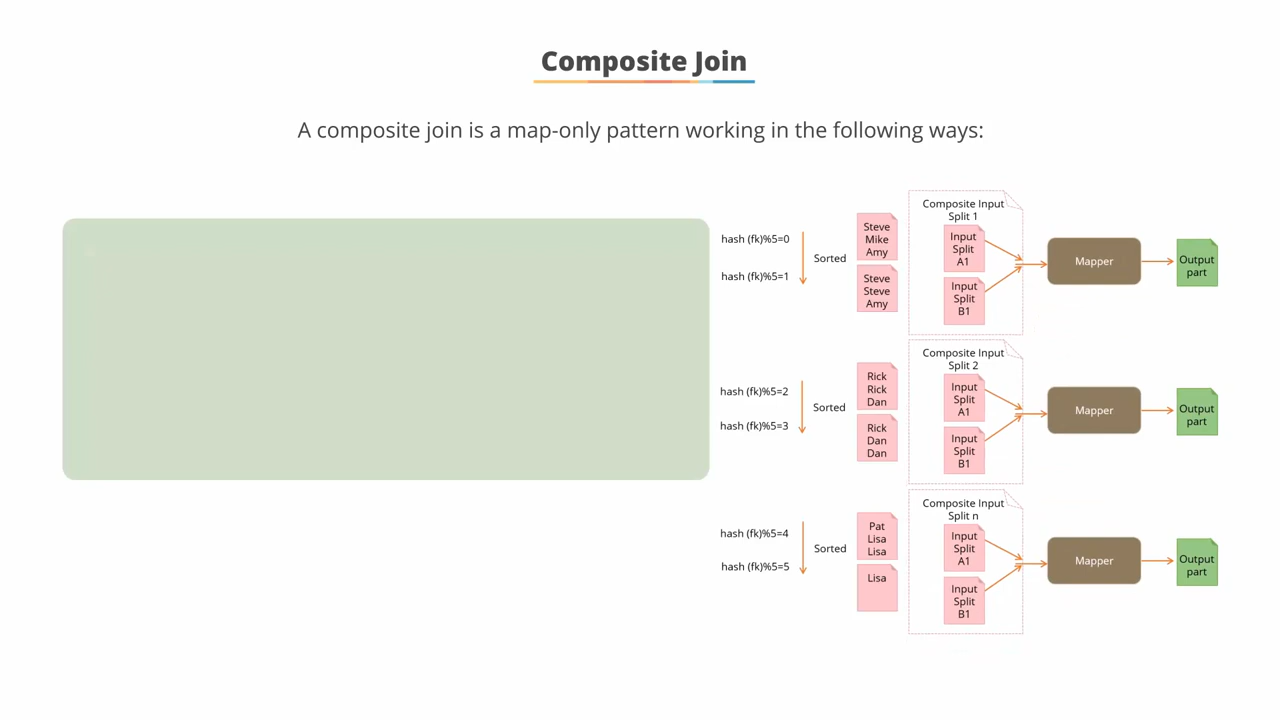 Composite Join
A composite join is a map-only pattern working in the following ways:
hash (fk)%5=0
hash (fk)%5=1
Sorted
Steve
Mike
Amy
Steve
Steve
Amy
Composite Input
Split 1
Input
Split
A1
Input
Split
B1
Mapper
Output
part
hash (fk)%5=2
hash (fk)%5=3
Sorted
Rick
Rick
Dan
Rick
Dan
Dan
Composite Input
Split 2
Input
Split
A1
Input
Split
B1
Mapper
Output
part
hash (fk)%5=4
hash (fk)%5=5
Sorted
Pat
Lisa
Lisa
Lisa
Composite Input
Split n
Input
Split
A1
Input
Split
B1
Mapper
Output
part